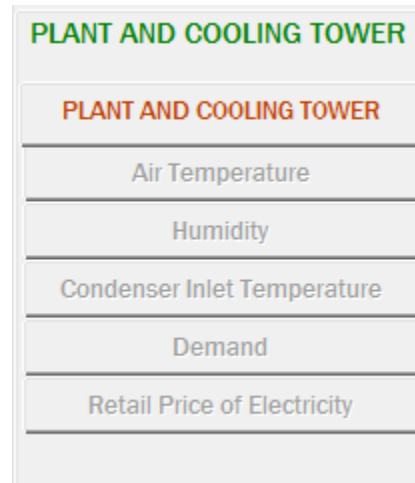 PLANT AND COOLING TOWER
PLANT AND COOLING TOWER
Air Temperature
Humidity
Condenser Inlet Temperature
Demand
Retail Price of Electricity